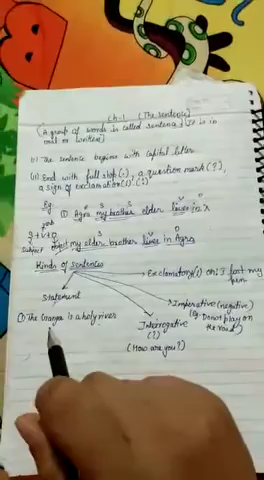 Ch-1 (The Sentence)
(A group of words is called sentence) (It is in
oral or written)
(i) The sentence begins with capital letter
(ii) End with full stop (.), a question mark (?),
a sign of exclamation (!)
Eg:
(i) Agra my brother elder lives in x
S V O
S+V+O
Subject
My elder brother lives in Agra
Kinds of Sentences
Exclamatory (!) Oh! I lost my
pen
Statement
Imperative (negative)
(Eg. Do not play on
the road)
(1) The Ganga is a holy river
Interrogative
(?)
(How are you?)